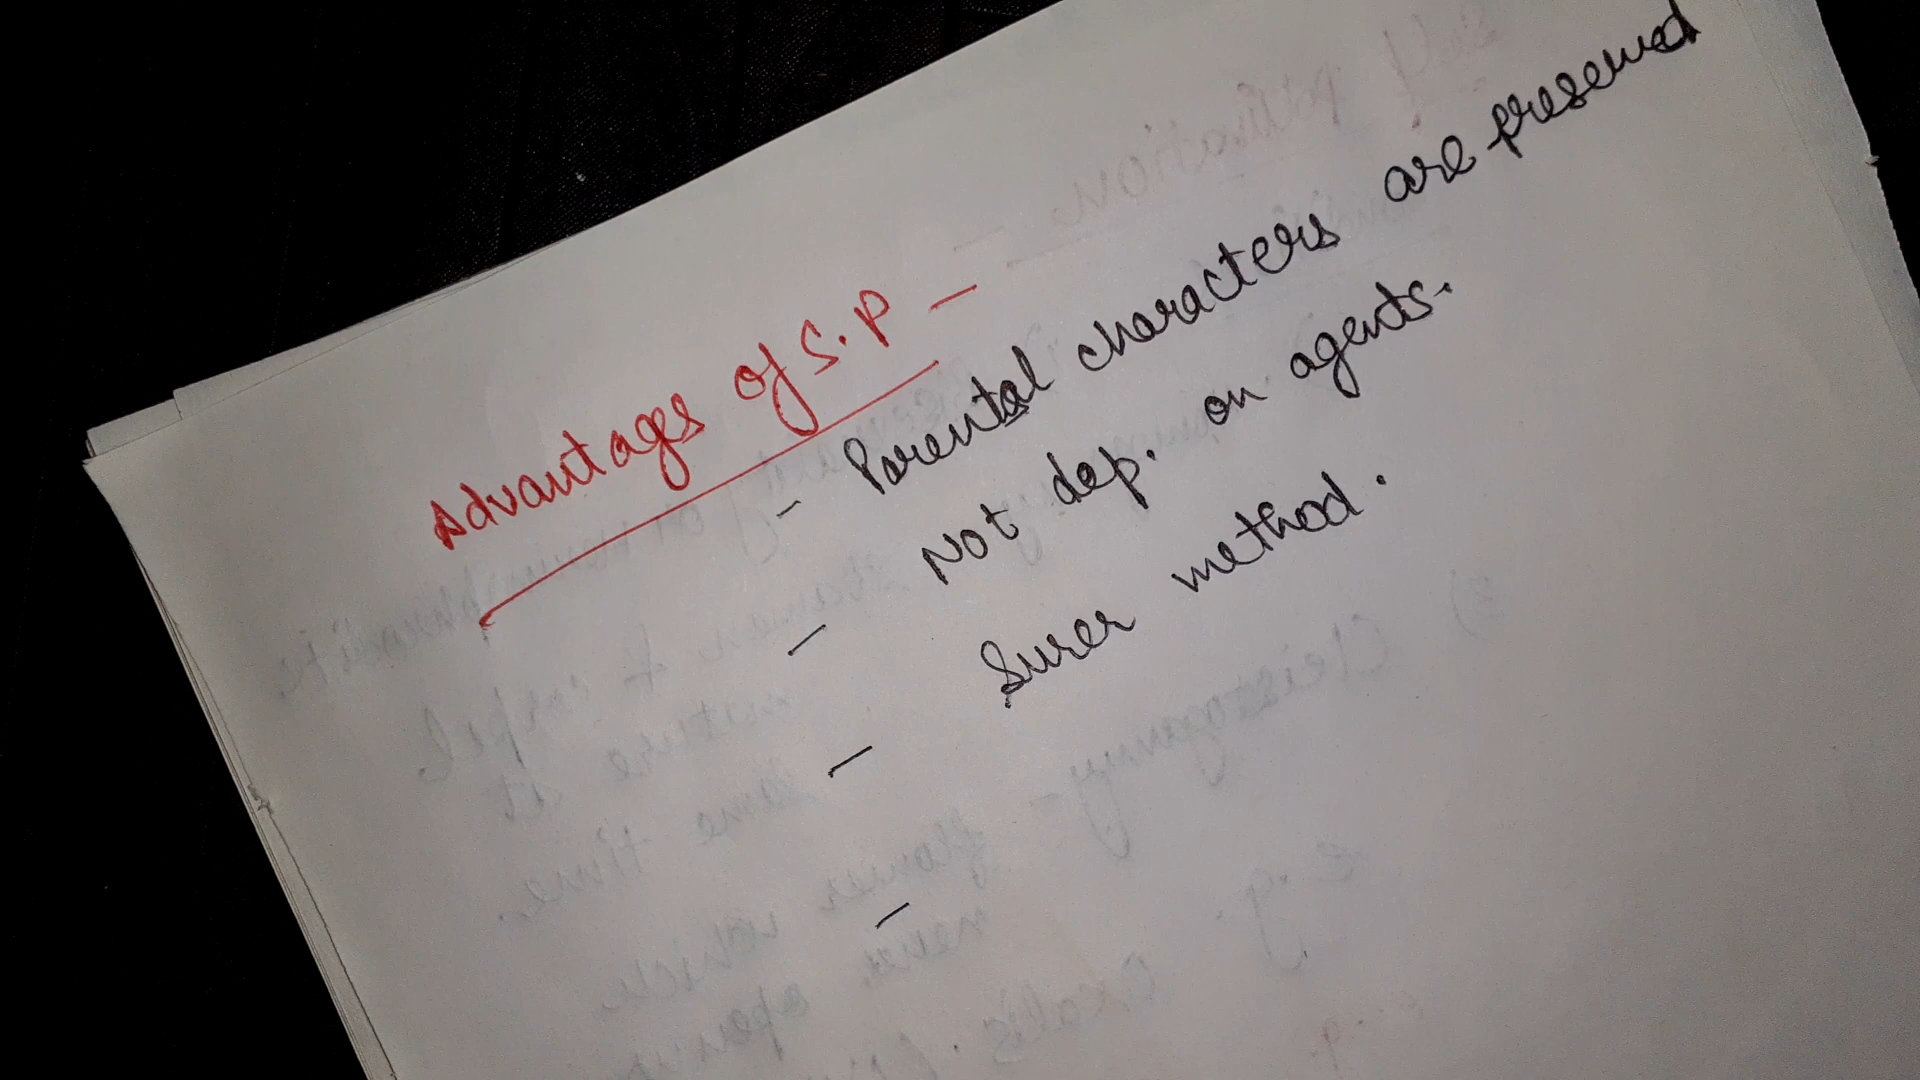 Advantages of S.P —
- Parental characters are preserved
— Not dep. on agents.
— Surer method.
—